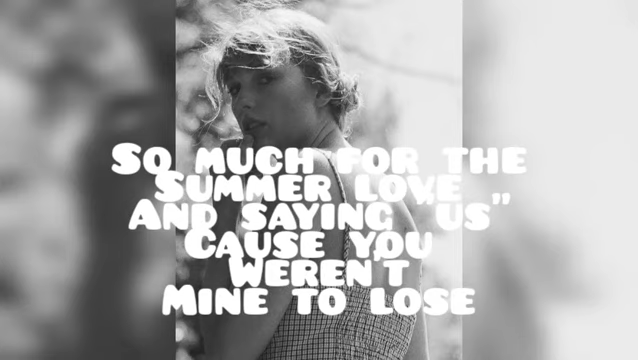 So much for the
Summer love
And saying "us"
Cause you
Weren't
Mine to lose